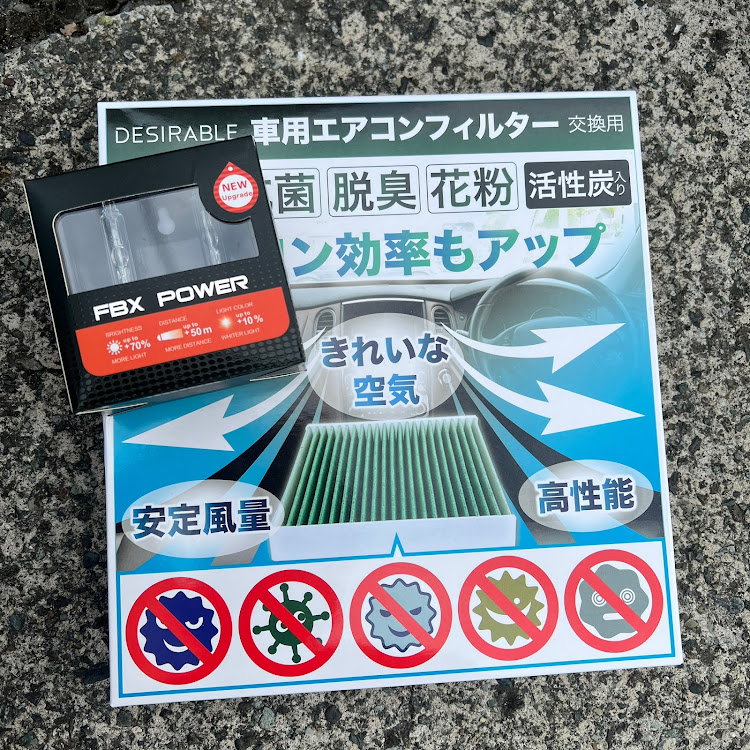 DESIRABLE 車用エアコンフィルター 交換用
菌 脱臭 花粉 活性炭入り
ン効率もアップ
NEW
Upgrade
FBX POWER
BRIGHTNESS
up to
+70%
MORE LIGHT
DISTANCE
up to
+50m
MORE DISTANCE
LIGHT COLOR
up to
+10%
WHITER LIGHT
きれいな
空気
安定風量
高性能